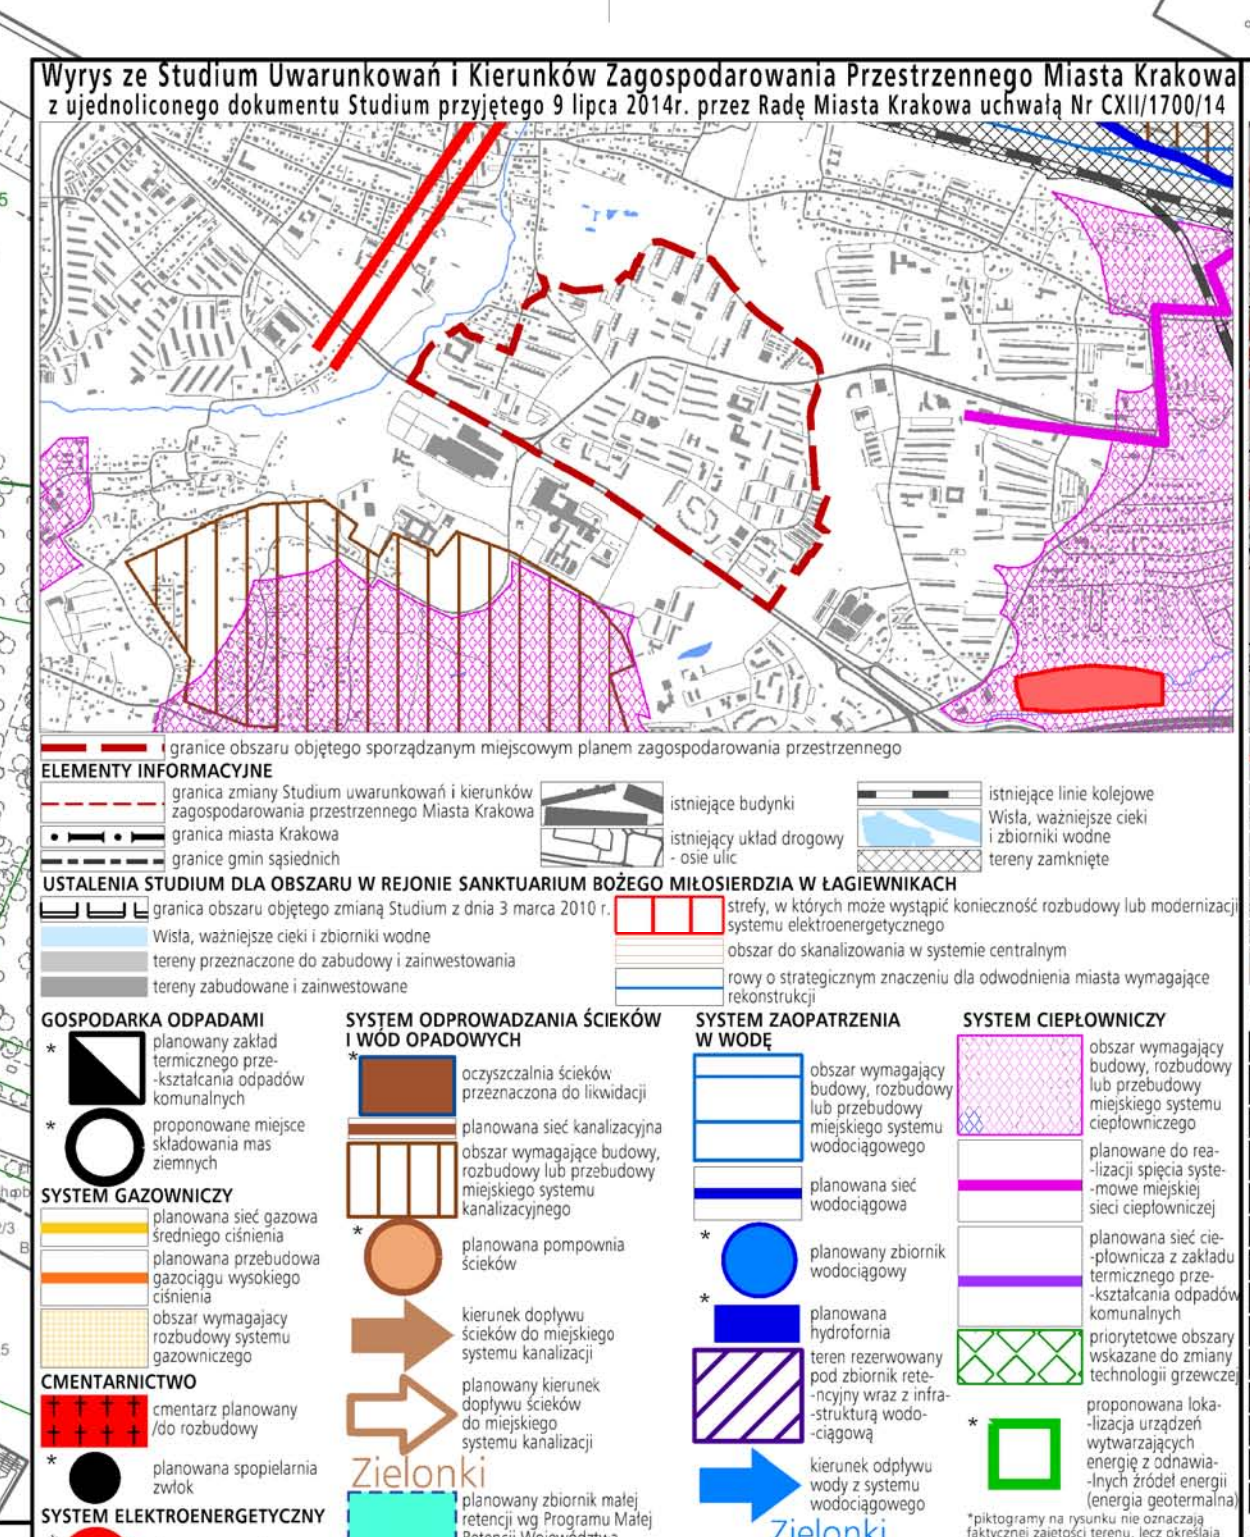 Wyrys ze Studium Uwarunkowań i Kierunków Zagospodarowania Przestrzennego Miasta Krakowa
z ujednoliconego dokumentu Studium przyjętego 9 lipca 2014r. przez Radę Miasta Krakowa uchwałą Nr CXII/1700/14
granice obszaru objętego sporządzanym miejscowym planem zagospodarowania przestrzennego
ELEMENTY INFORMACYJNE
granica zmiany Studium uwarunkowań i kierunków
zagospodarowania przestrzennego Miasta Krakowa
granica miasta Krakowa
granice gmin sąsiednich
istniejące budynki
istniejący układ drogowy
- osie ulic
istniejące linie kolejowe
Wisła, ważniejsze cieki
i zbiorniki wodne
tereny zamknięte
USTALENIA STUDIUM DLA OBSZARU W REJONIE SANKTUARIUM BOŻEGO MIŁOSIERDZIA W ŁAGIEWNIKACH
granica obszaru objętego zmianą Studium z dnia 3 marca 2010 r.
Wisła, ważniejsze cieki i zbiorniki wodne
tereny przeznaczone do zabudowy i zainwestowania
tereny zabudowane i zainwestowane
strefy, w których może wystąpić konieczność rozbudowy lub modernizacji
systemu elektroenergetycznego
obszar do skanalizowania w systemie centralnym
rowy o strategicznym znaczeniu dla odwodnienia miasta wymagające
rekonstrukcji
GOSPODARKA ODPADAMI
*
planowany zakład
termicznego prze-
-kształcania odpadów
komunalnych
*
proponowane miejsce
składowania mas
ziemnych
SYSTEM GAZOWNICZY
planowana sieć gazowa
średniego ciśnienia
planowana przebudowa
gazociągu wysokiego
ciśnienia
obszar wymagajacy
rozbudowy systemu
gazowniczego
CMENTARNICTWO
cmentarz planowany
/do rozbudowy
*
planowana spopielarnia
zwłok
SYSTEM ELEKTROENERGETYCZNY
SYSTEM ODPROWADZANIA ŚCIEKÓW
I WÓD OPADOWYCH
*
oczyszczalnia ścieków
przeznaczona do likwidacji
planowana sieć kanalizacyjna
obszar wymagające budowy,
rozbudowy lub przebudowy
miejskiego systemu
kanalizacyjnego
*
planowana pompownia
ścieków
kierunek dopływu
ścieków do miejskiego
systemu kanalizacji
planowany kierunek
dopływu ścieków
do miejskiego
systemu kanalizacji
Zielonki
planowany zbiornik małej
retencji wg Programu Małej
Retencji Województwa
SYSTEM ZAOPATRZENIA
W WODĘ
obszar wymagający
budowy, rozbudowy
lub przebudowy
miejskiego systemu
wodociągowego
planowana sieć
wodociągowa
*
planowany zbiornik
wodociągowy
*
planowana
hydrofornia
teren rezerwowany
pod zbiornik rete-
-ncyjny wraz z infra-
-strukturą wodo-
-ciągową
kierunek odpływu
wody z systemu
wodociągowego
Zielonki
SYSTEM CIEPŁOWNICZY
obszar wymagający
budowy, rozbudowy
lub przebudowy
miejskiego systemu
ciepłowniczego
planowane do rea-
-lizacji spięcia syste-
-mowe miejskiej
sieci ciepłowniczej
planowana sieć cie-
-płownicza z zakładu
termicznego prze-
-kształcania odpadów
komunalnych
priorytetowe obszary
wskazane do zmiany
technologii grzewczej
*
proponowana loka-
-lizacja urządzeń
wytwarzających
energię z odnawia-
-lnych źródeł energii
(energia geotermalna)
*piktogramy na rysunku nie oznaczają
faktycznej zajętości terenu, lecz określają